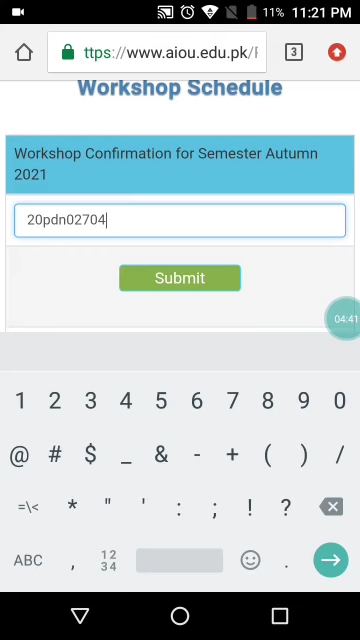 11% 11:21 PM
ttps://www.aiou.edu.pk/
3
Workshop Schedule
Workshop Confirmation for Semester Autumn
2021
20pdn02704
Submit
04:41
1 2 3 4 5 6 7 8 9 0
@ # $ _ & - + ( ) /
=\< * " ' : ; ! ?
ABC , 12 .
34